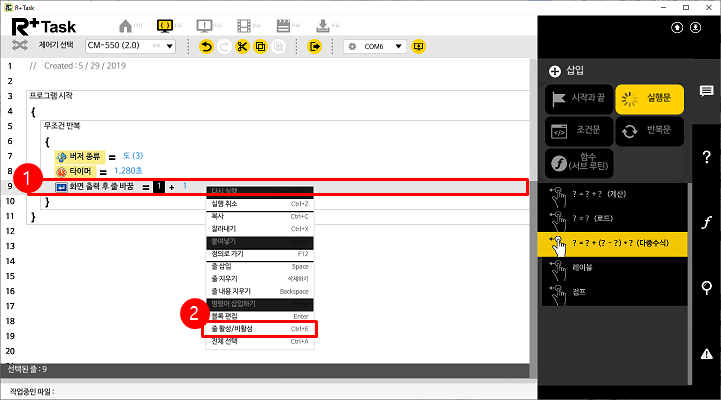 R+Task
R+ Task
(F1)
(F2)
(F3)
(F4)
(F5)
(F6)
제어기 선택
CM-550 (2.0)
COM6
1 // Created : 5 / 29 / 2019
2
3 프로그램 시작
4 {
5 무조건 반복
6 {
7 버저 종류 = 도 (3)
8 타이머 = 1.280초
9 화면 출력 후 줄 바꿈 = 1 + 1
10 }
11 }
12
13
14
15
16
17
18
19
20
21
1
2
다시 실행
실행 취소 Ctrl+Z
복사 Ctrl+C
잘라내기 Ctrl+X
붙여넣기
정의로 가기 F12
줄 삽입 Space
줄 지우기 삭제하기
줄 내용 지우기 Backspace
명령어 삽입하기
블록 편집 Enter
줄 활성/비활성 Ctrl+E
전체 선택 Ctrl+A
선택된 줄 : 9
작업중인 파일 :
삽입
시작과 끝
실행문
조건문
반복문
함수
(서브 루틴)
? = ? + ? (계산)
? = ? (로드)
? = ? + (? - ?) * ? (다중수식)
레이블
점프